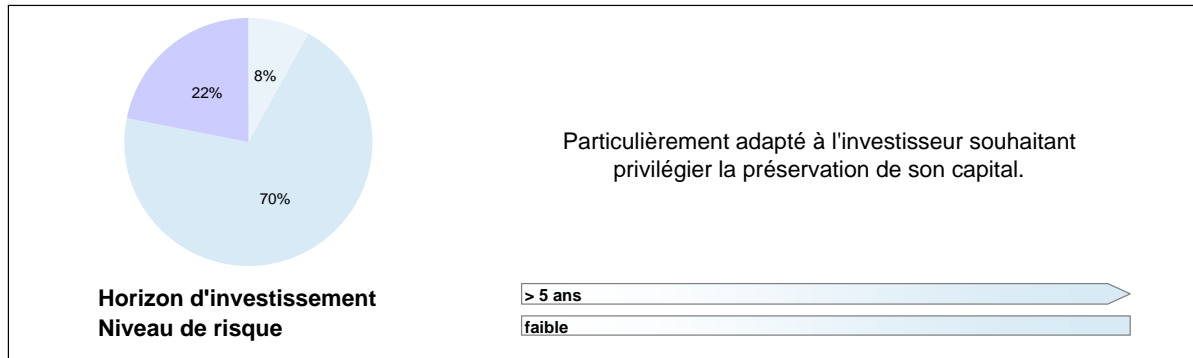 8%
22%
70%
Particulièrement adapté à l'investisseur souhaitant
privilégier la préservation de son capital.
Horizon d'investissement
> 5 ans
Niveau de risque
faible